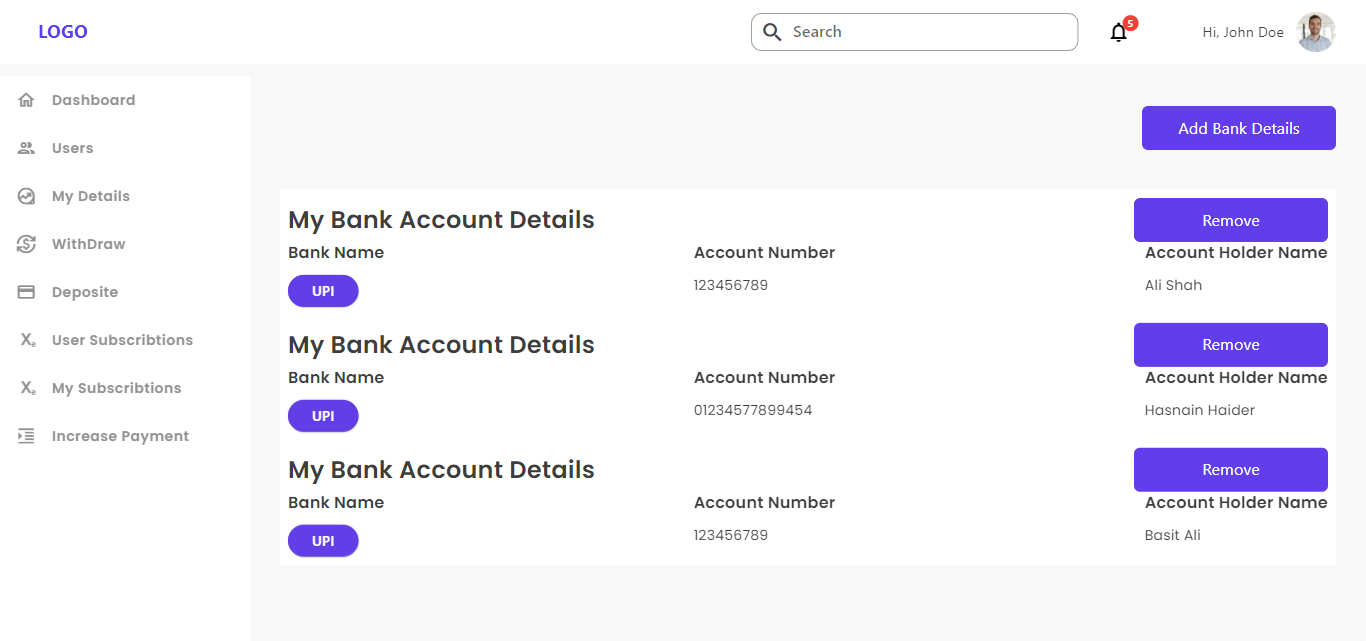 LOGO
Search
5
Hi, John Doe
Dashboard
Users
My Details
WithDraw
Deposite
X₂ User Subscribtions
X₂ My Subscribtions
Increase Payment
Add Bank Details
My Bank Account Details Remove
Bank Name Account Number Account Holder Name
UPI 123456789 Ali Shah
My Bank Account Details Remove
Bank Name Account Number Account Holder Name
UPI 01234577899454 Hasnain Haider
My Bank Account Details Remove
Bank Name Account Number Account Holder Name
UPI 123456789 Basit Ali